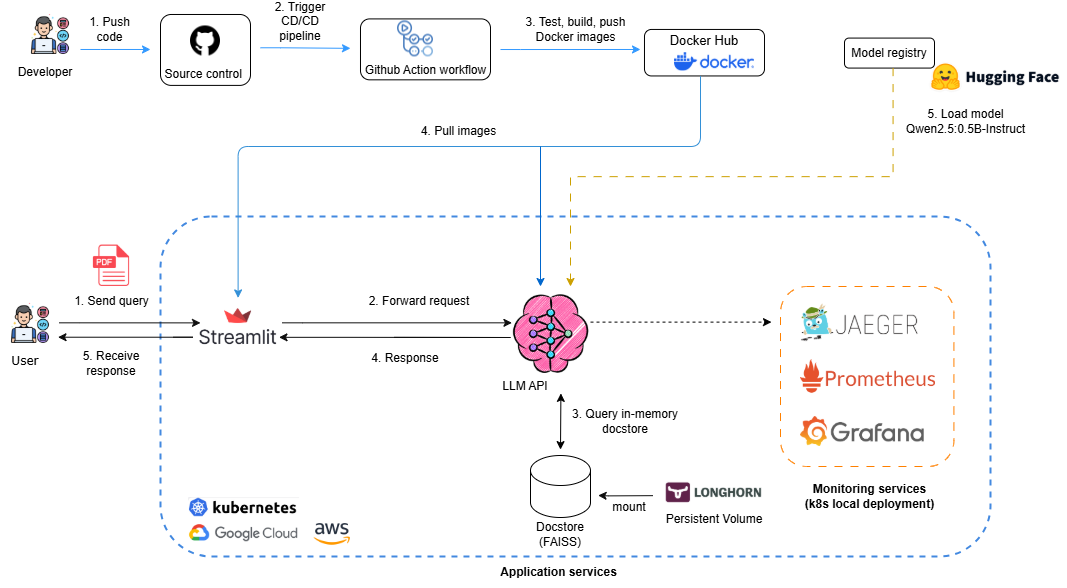 1. Push
code
2. Trigger
CD/CD
pipeline
3. Test, build, push
Docker images
Developer
Source control
Github Action workflow
Docker Hub
docker
Model registry
Hugging Face
5. Load model
Qwen2.5:0.5B-Instruct
4. Pull images
PDF
1. Send query
2. Forward request
User
5. Receive
response
Streamlit
4. Response
LLM API
JAEGER
Prometheus
Grafana
3. Query in-memory
docstore
Monitoring services
(k8s local deployment)
kubernetes
Google Cloud
aws
Docstore
(FAISS)
mount
LONGHORN
Persistent Volume
Application services